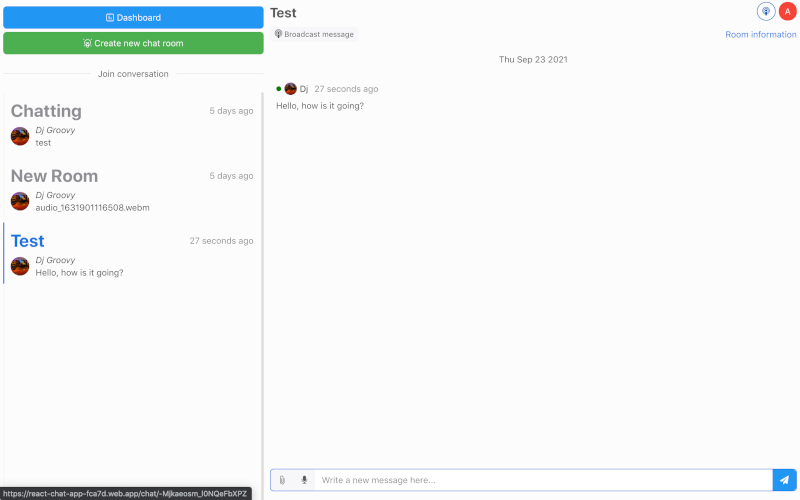 Dashboard
Create new chat room
Join conversation
Chatting
5 days ago
Dj Groovy
test
New Room
5 days ago
Dj Groovy
audio_1631901116508.webm
Test
27 seconds ago
Dj Groovy
Hello, how is it going?
https://react-chat-app-fca7d.web.app/chat/-Mjkaeosm_l0NQeFbXPZ
Test
A
Broadcast message
Room information
Thu Sep 23 2021
Dj 27 seconds ago
Hello, how is it going?
Write a new message here...